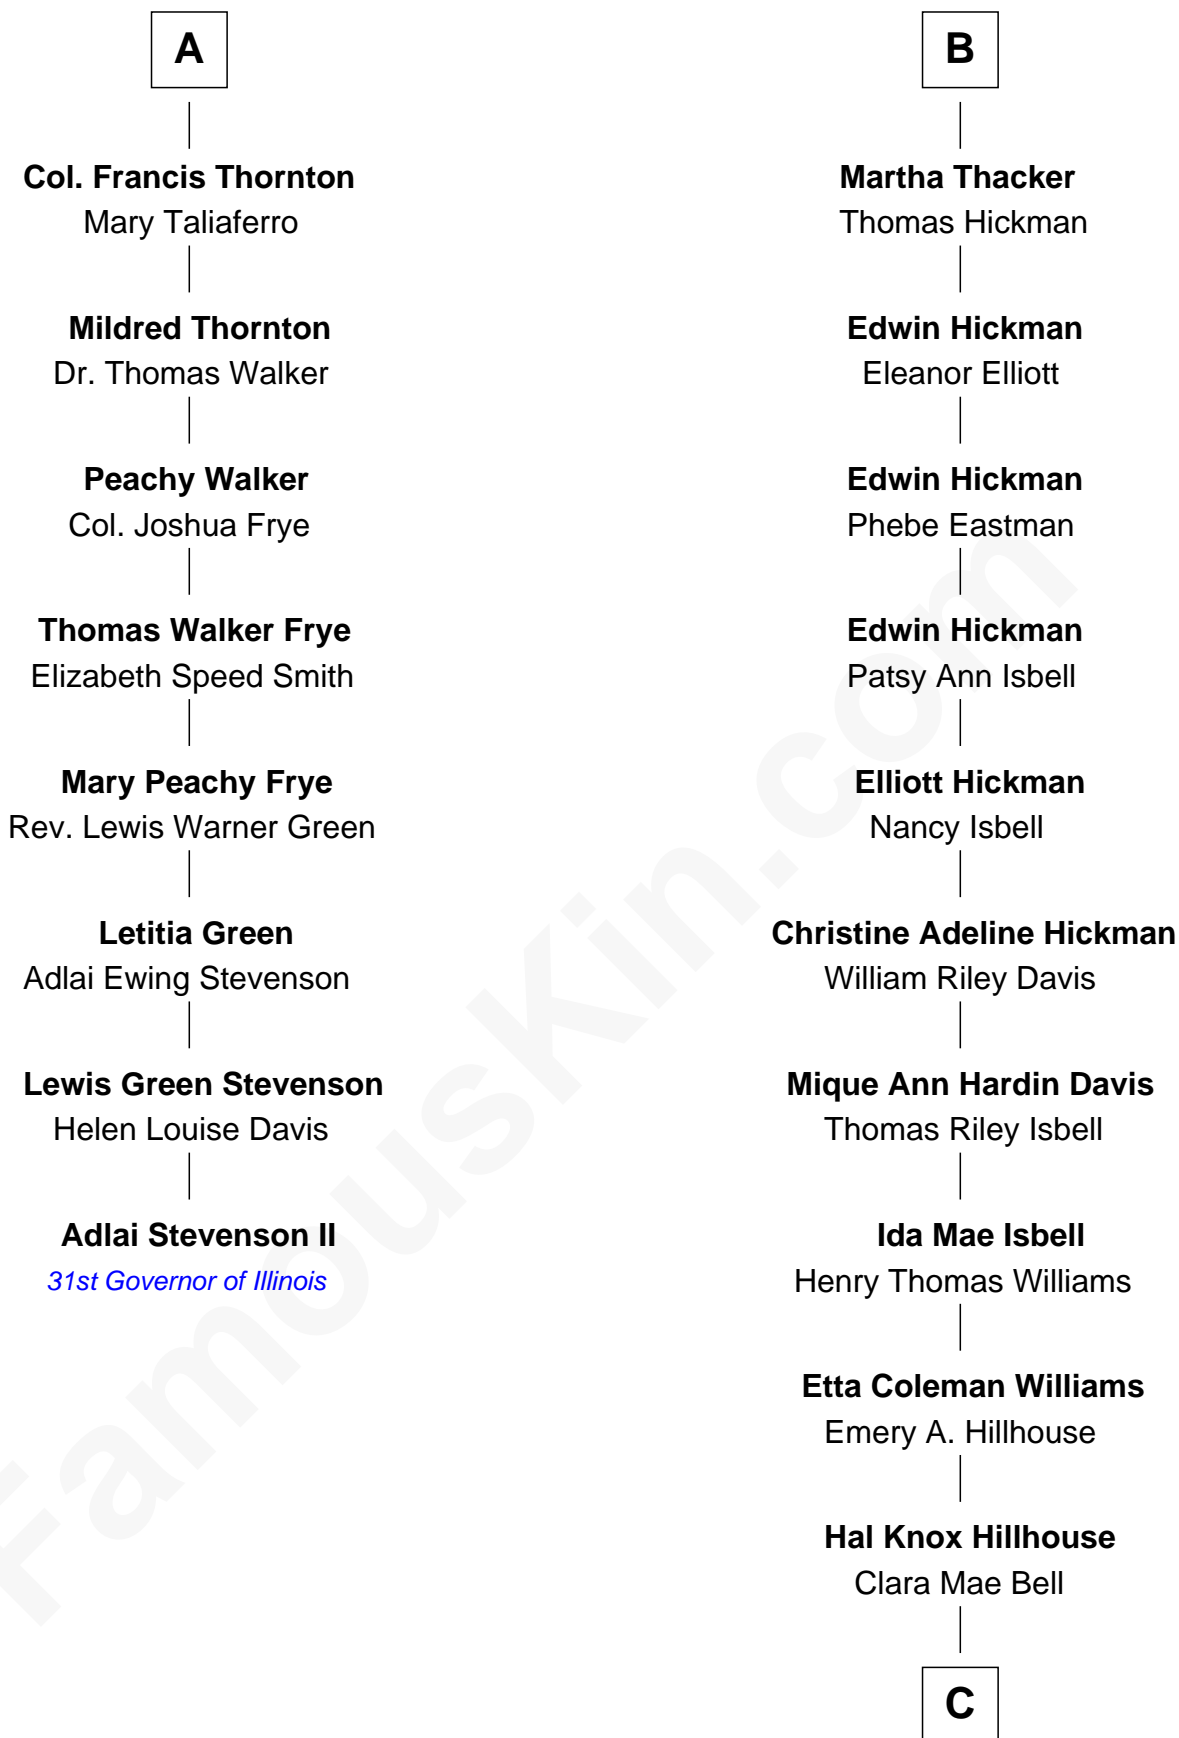 A
Col. Francis Thornton
Mary Taliaferro
Mildred Thornton
Dr. Thomas Walker
Peachy Walker
Col. Joshua Frye
Thomas Walker Frye
Elizabeth Speed Smith
Mary Peachy Frye
Rev. Lewis Warner Green
Letitia Green
Adlai Ewing Stevenson
Lewis Green Stevenson
Helen Louise Davis
Adlai Stevenson II
31st Governor of Illinois
B
Martha Thacker
Thomas Hickman
Edwin Hickman
Eleanor Elliott
Edwin Hickman
Phebe Eastman
Edwin Hickman
Patsy Ann Isbell
Elliott Hickman
Nancy Isbell
Christine Adeline Hickman
William Riley Davis
Mique Ann Hardin Davis
Thomas Riley Isbell
Ida Mae Isbell
Henry Thomas Williams
Etta Coleman Williams
Emery A. Hillhouse
Hal Knox Hillhouse
Clara Mae Bell
C
FamousKin.com